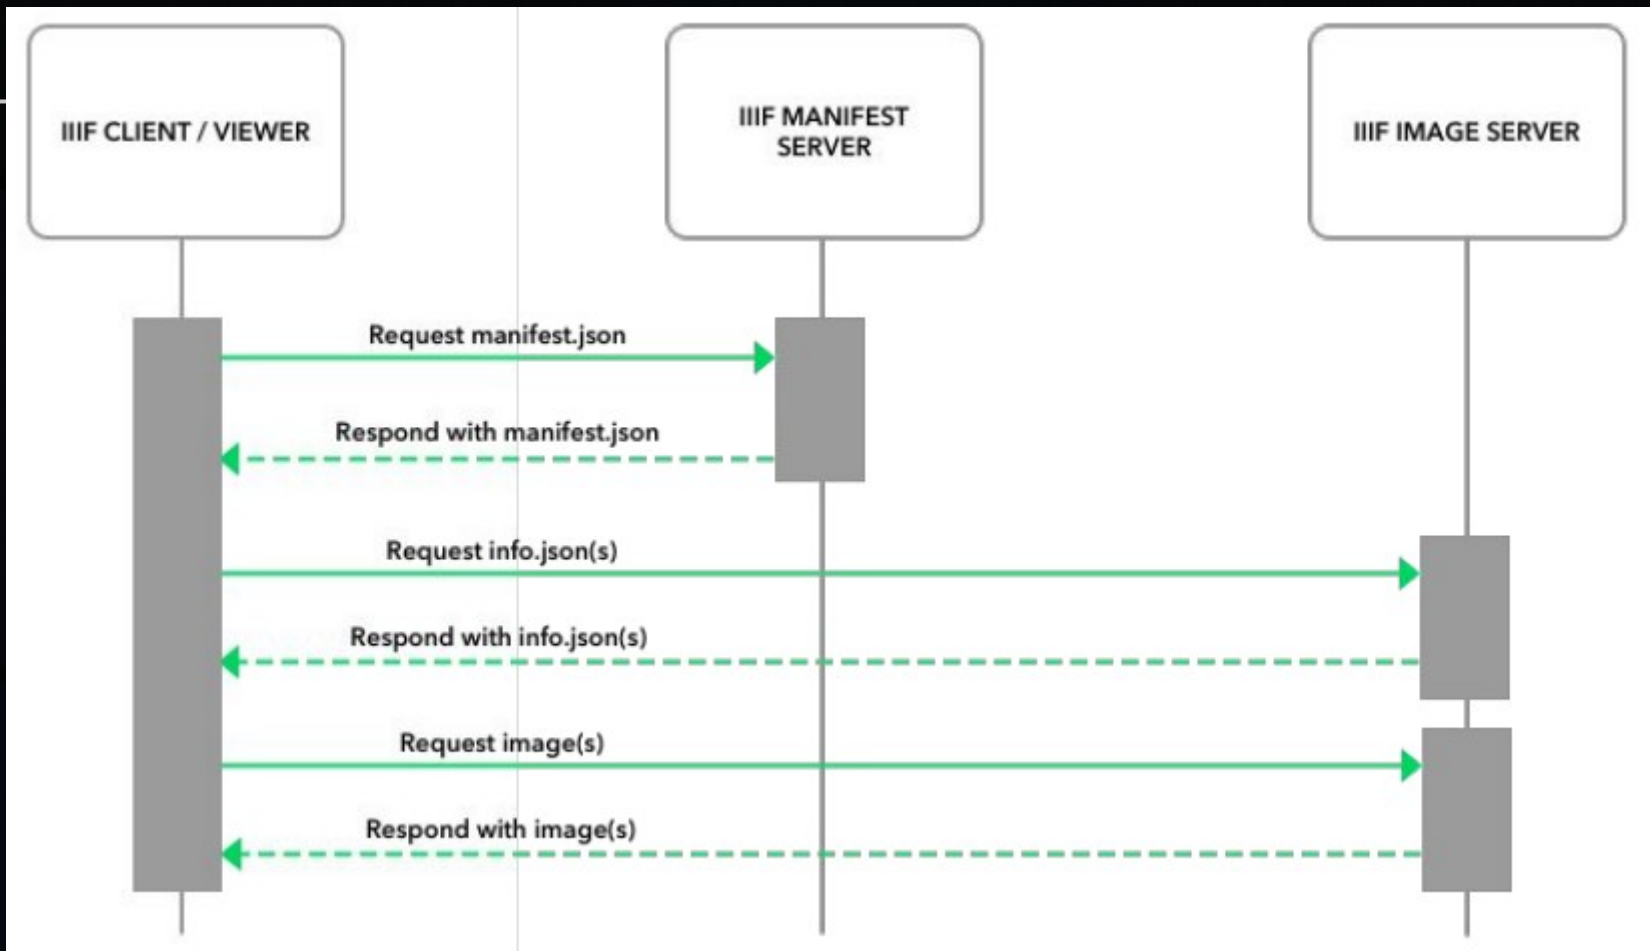 IIIF CLIENT / VIEWER
IIIF MANIFEST
SERVER
IIIF IMAGE SERVER
Request manifest.json
Respond with manifest.json
Request info.json(s)
Respond with info.json(s)
Request image(s)
Respond with image(s)